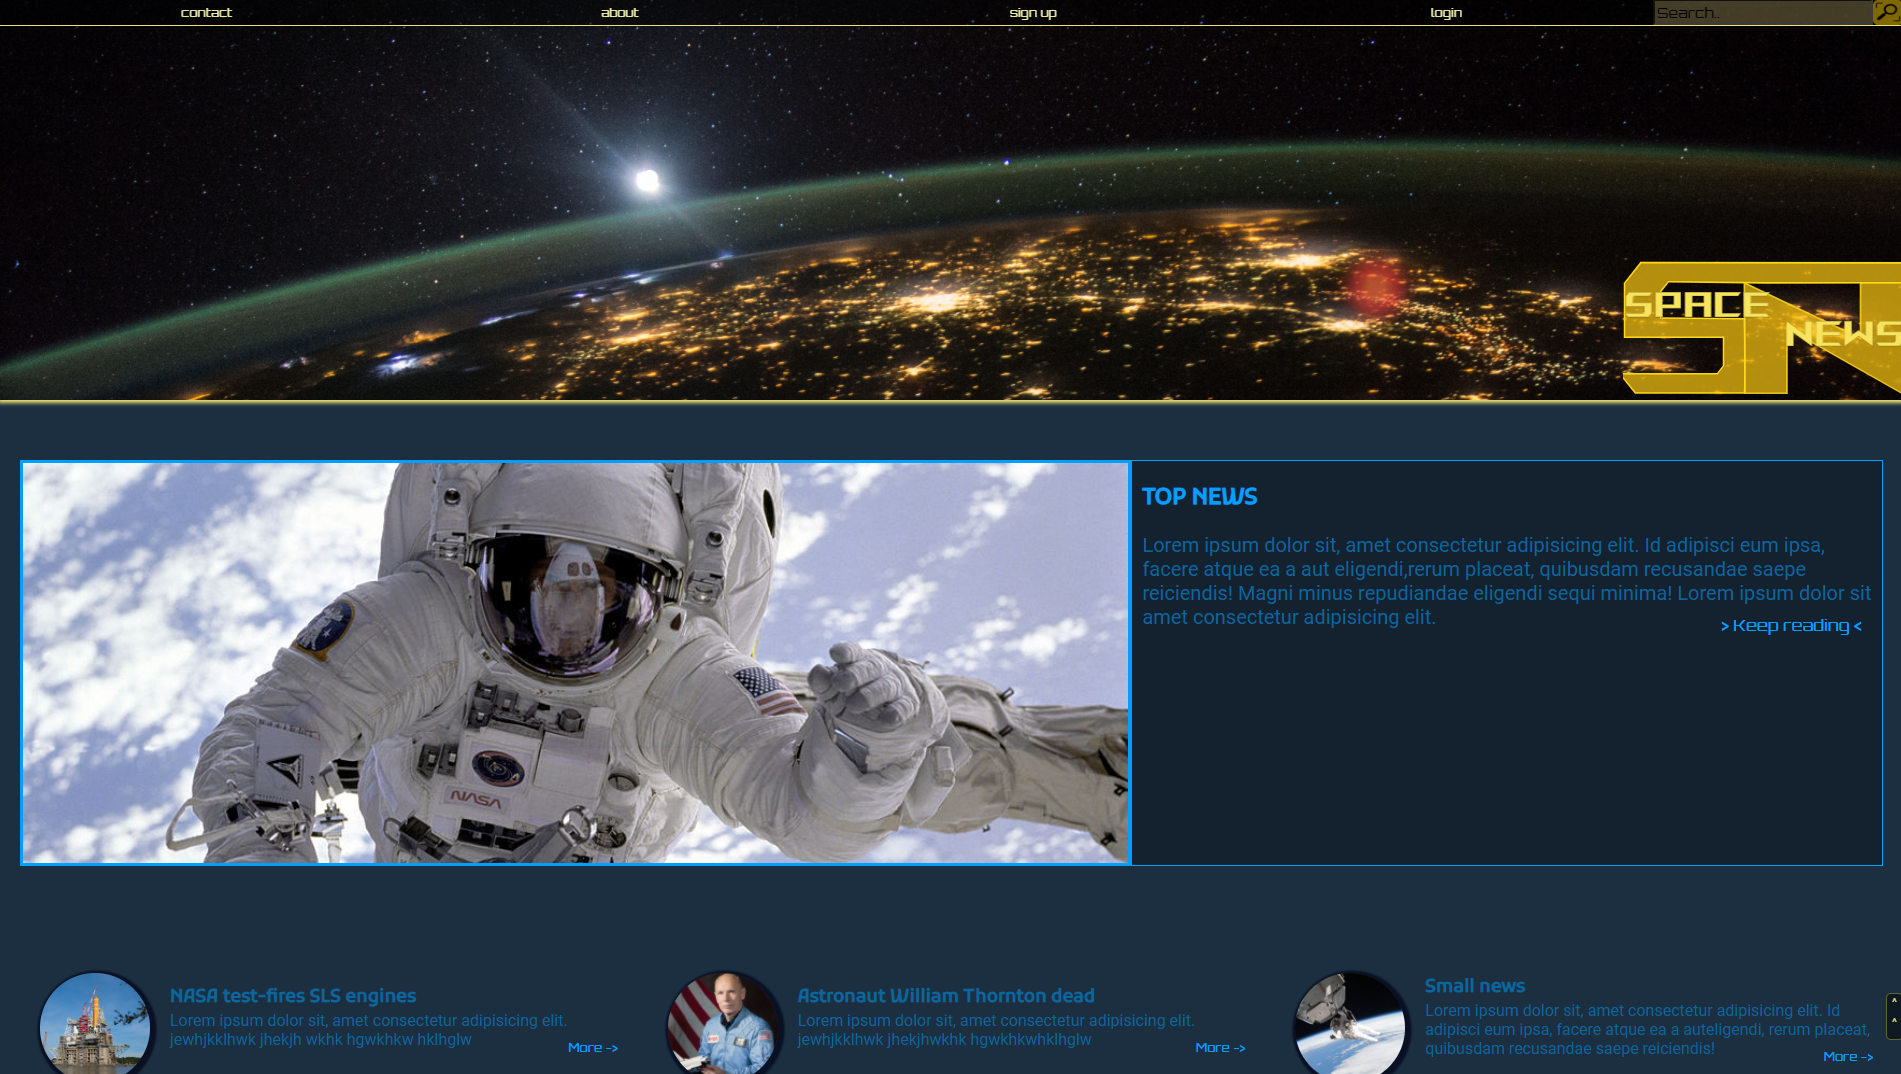 contact about sign up login Search..
SPACE
NEWS
TOP NEWS
Lorem ipsum dolor sit, amet consectetur adipisicing elit. Id adipisci eum ipsa,
facere atque ea a aut eligendi,rerum placeat, quibusdam recusandae saepe
reiciendis! Magni minus repudiandae eligendi sequi minima! Lorem ipsum dolor sit
amet consectetur adipisicing elit.
> Keep reading <
NASA
NASA test-fires SLS engines
Lorem ipsum dolor sit, amet consectetur adipisicing elit.
jewhjkklhwk jhekjh wkhk hgwkhkw hklhglw
More ->
Astronaut William Thornton dead
Lorem ipsum dolor sit, amet consectetur adipisicing elit.
jewhjkklhwk jhekjhwkhk hgwkhkwhklhglw
More ->
Small news
Lorem ipsum dolor sit, amet consectetur adipisicing elit. Id
adipisci eum ipsa, facere atque ea a auteligendi, rerum placeat,
quibusdam recusandae saepe reiciendis!
More ->